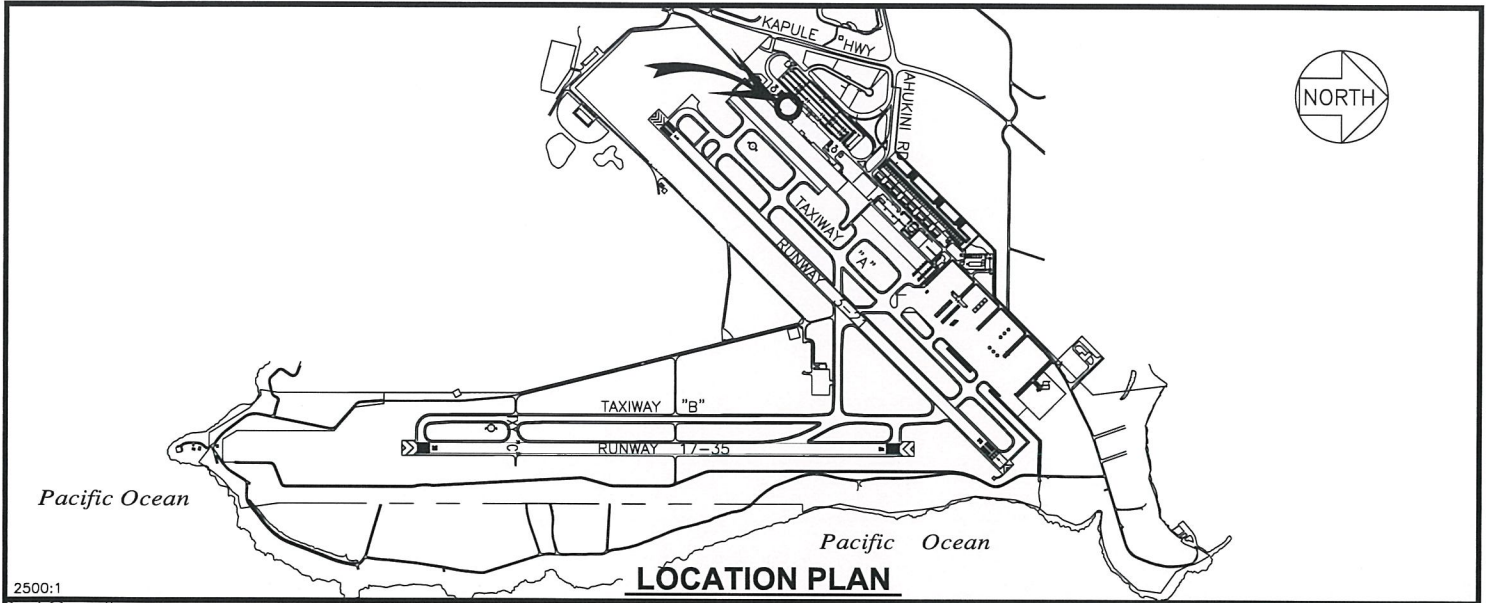 KAPULE HWY
NORTH
AHUKINI RD
TAXIWAY "A"
RUNWAY
TAXIWAY "B"
RUNWAY 17-35
Pacific Ocean
Pacific Ocean
LOCATION PLAN
2500:1